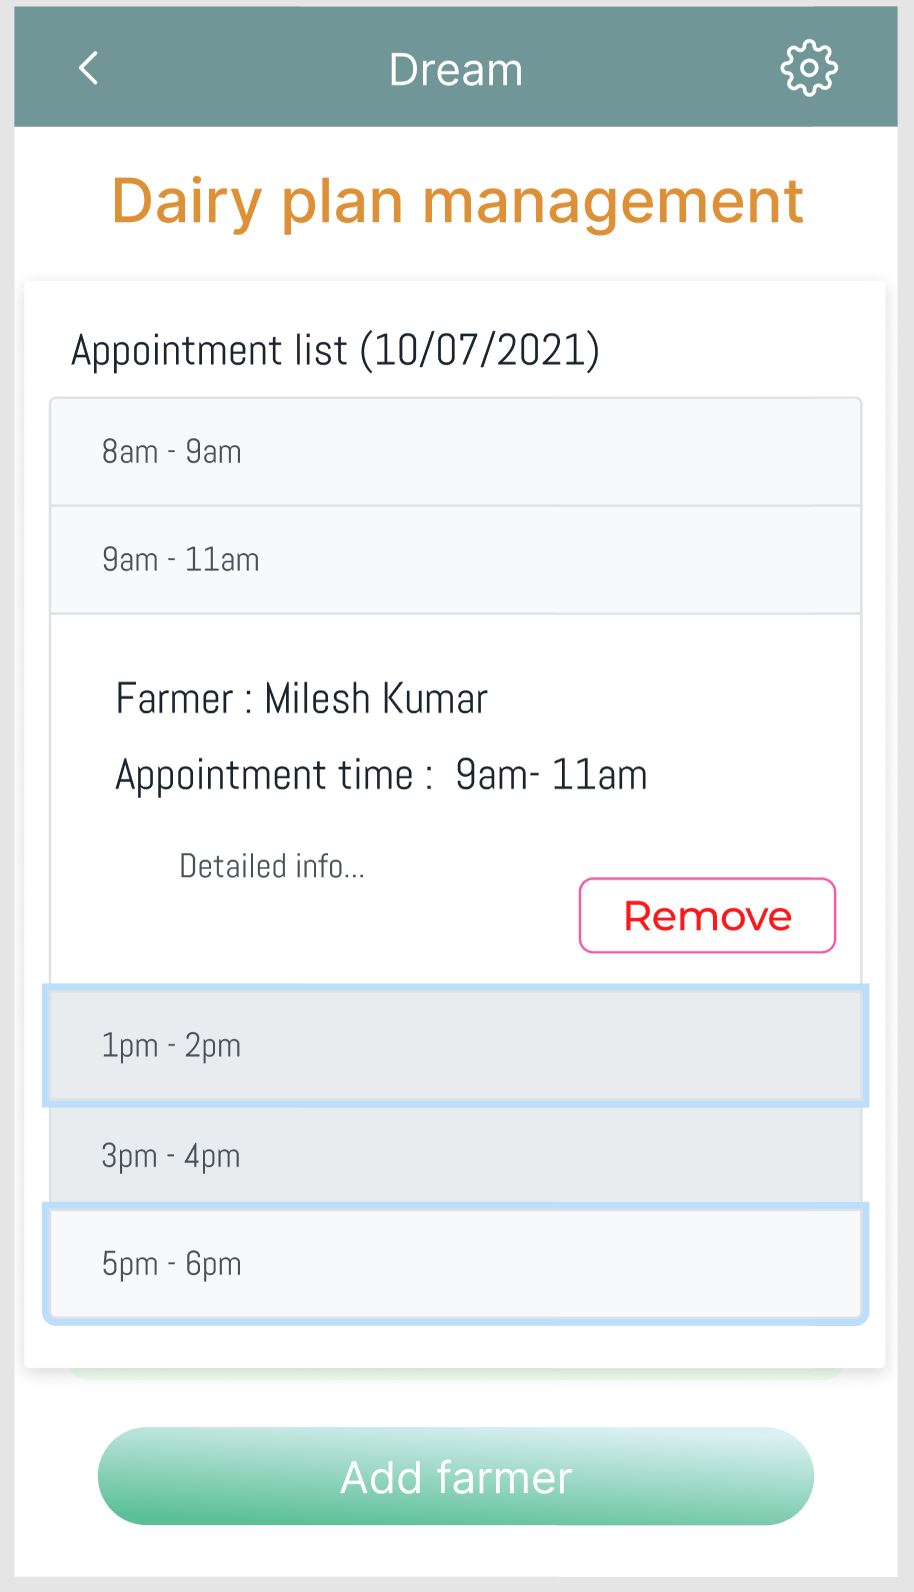 Dream
Dairy plan management
Appointment list (10/07/2021)
8am - 9am
9am - 11am
Farmer : Milesh Kumar
Appointment time :  9am- 11am
Detailed info...
Remove
1pm - 2pm
3pm - 4pm
5pm - 6pm
Add farmer